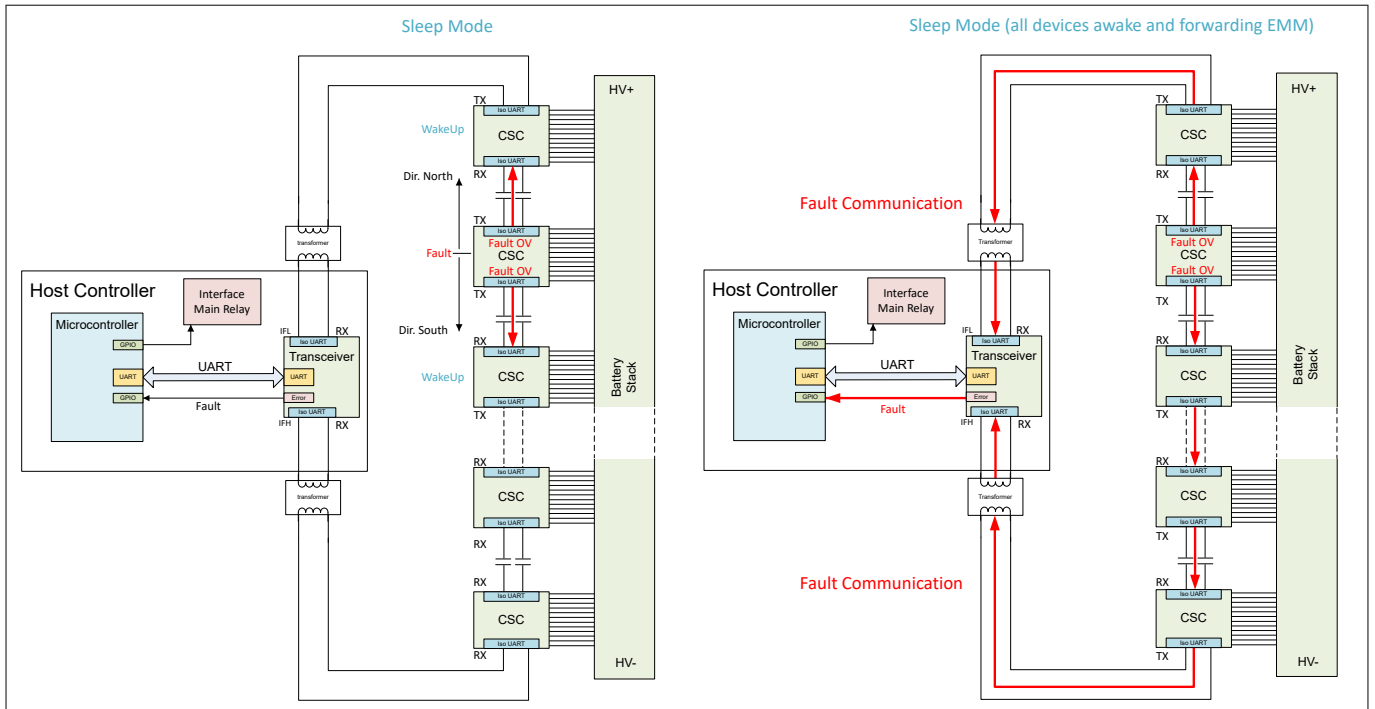 Sleep Mode
TX
Iso UART
HV+
WakeUp
CSC
Iso UART
RX
Dir. North
TX
Iso UART
transformer
Fault OV
Fault
CSC
Fault OV
Iso UART
TX
Host Controller
Interface
Main Relay
Dir. South
Microcontroller
IFL
RX
GPIO
Iso UART
Transceiver
RX
Iso UART
UART
UART
UART
WakeUp
CSC
GPIO
Error
Fault
Iso UART
Iso UART
IFH
RX
TX
Battery
Stack
RX
Iso UART
transformer
CSC
Iso UART
RX
RX
Iso UART
CSC
Iso UART
RX
HV-
Sleep Mode (all devices awake and forwarding EMM)
TX
Iso UART
HV+
CSC
Iso UART
RX
Fault Communication
TX
Iso UART
Transformer
Fault OV
CSC
Fault OV
Iso UART
TX
Host Controller
Interface
Main Relay
Microcontroller
IFL
RX
GPIO
Iso UART
Transceiver
RX
Iso UART
UART
UART
UART
CSC
GPIO
Error
Fault
Iso UART
Iso UART
IFH
RX
TX
Battery
Stack
RX
Iso UART
Transformer
CSC
Iso UART
TX
Fault Communication
RX
Iso UART
CSC
Iso UART
TX
HV-